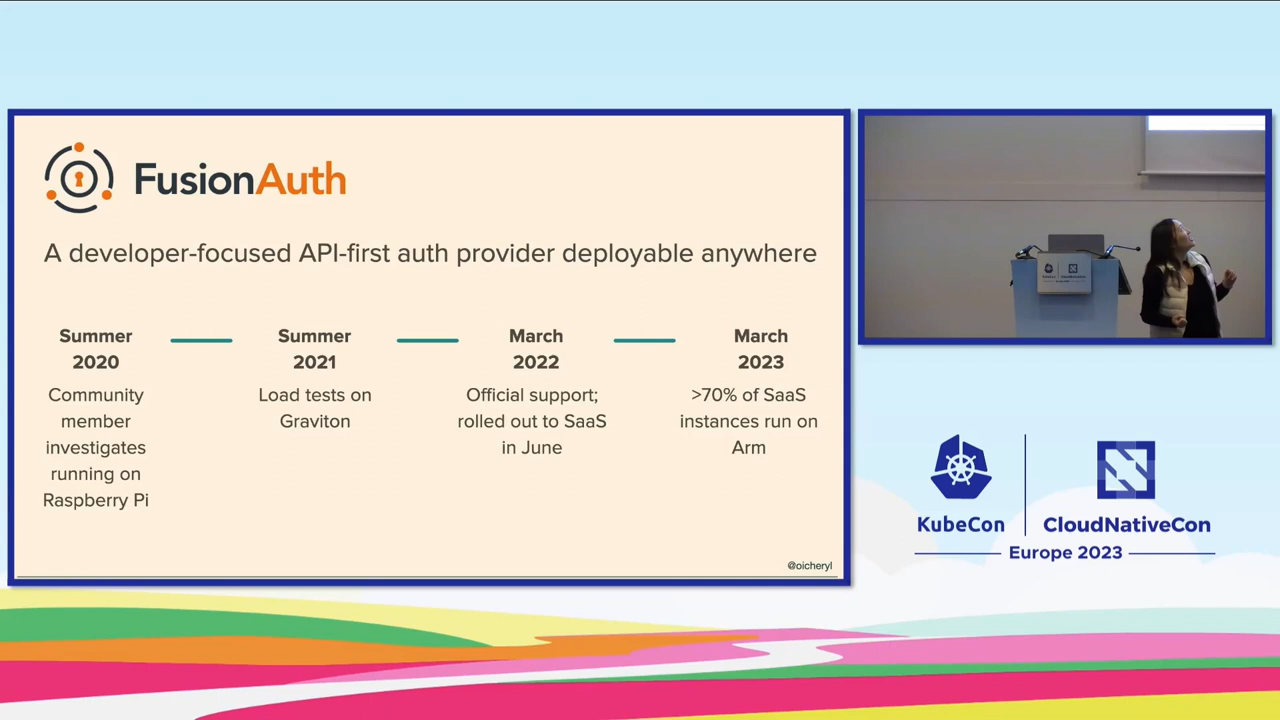 FusionAuth
A developer-focused API-first auth provider deployable anywhere
Summer
2020
Community
member
investigates
running on
Raspberry Pi
Summer
2021
Load tests on
Graviton
March
2022
Official support;
rolled out to SaaS
in June
March
2023
>70% of SaaS
instances run on
Arm
@oicheryl
KubeCon
CloudNativeCon
Europe 2023